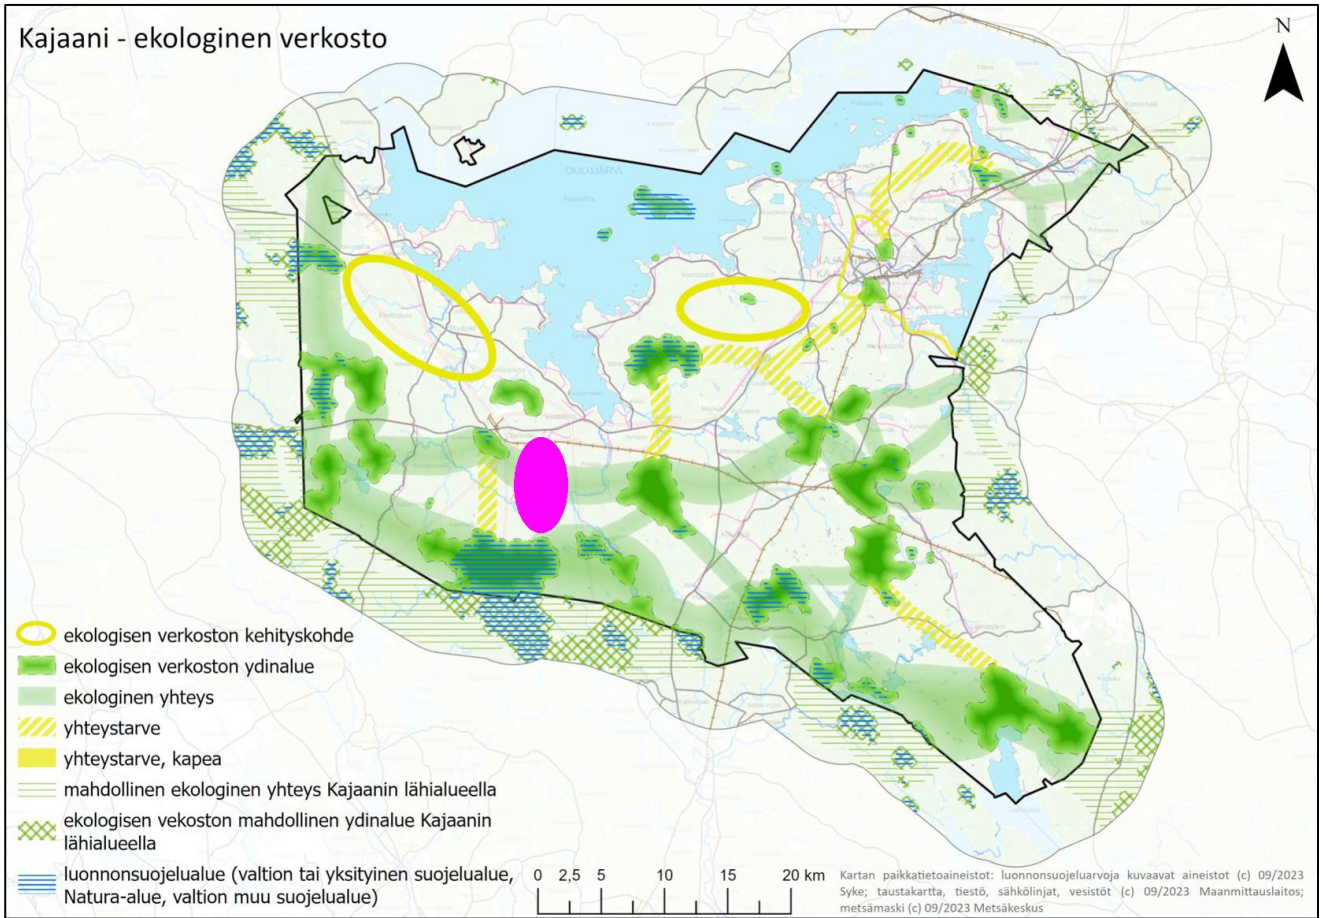 Kajaani - ekologinen verkosto
N
OULUJÄRVI
ekologisen verkoston kehityskohde
ekologisen verkoston ydinalue
ekologinen yhteys
yhteystarve
yhteystarve, kapea
mahdollinen ekologinen yhteys Kajaanin lähialueella
ekologisen vekoston mahdollinen ydinalue Kajaanin
lähialueella
luonnonsuojelualue (valtion tai yksityinen suojelualue,
Natura-alue, valtion muu suojelualue)
0 2,5 5 10 15 20 km
Kartan paikkatietoaineistot: luonnonsuojeluarvoja kuvaavat aineistot (c) 09/2023
Syke; taustakartta, tiestö, sähkölinjat, vesistöt (c) 09/2023 Maanmittauslaitos;
metsämaski (c) 09/2023 Metsäkeskus